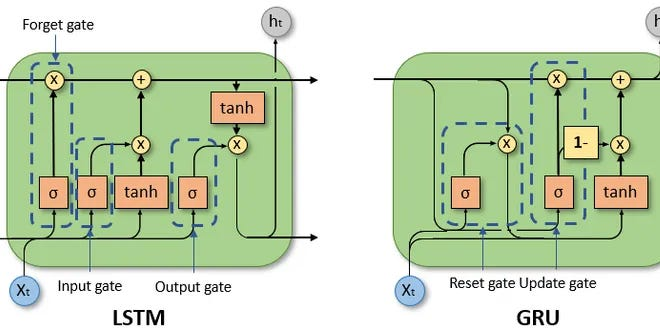 Forget gate
ht
x
+
tanh
x
x
σ
σ
tanh
σ
Xt
Input gate
Output gate
LSTM
h
x
+
x
1-
x
σ
σ
tanh
Xt
Reset gate
Update gate
GRU